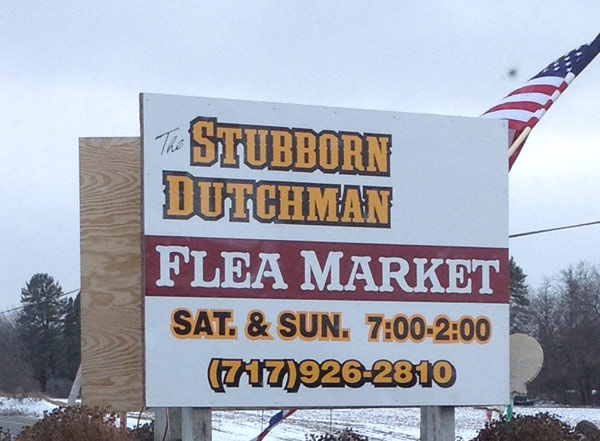 The STUBBORN
DUTCHMAN
FLEA MARKET
SAT. & SUN. 7:00-2:00
(717)926-2810